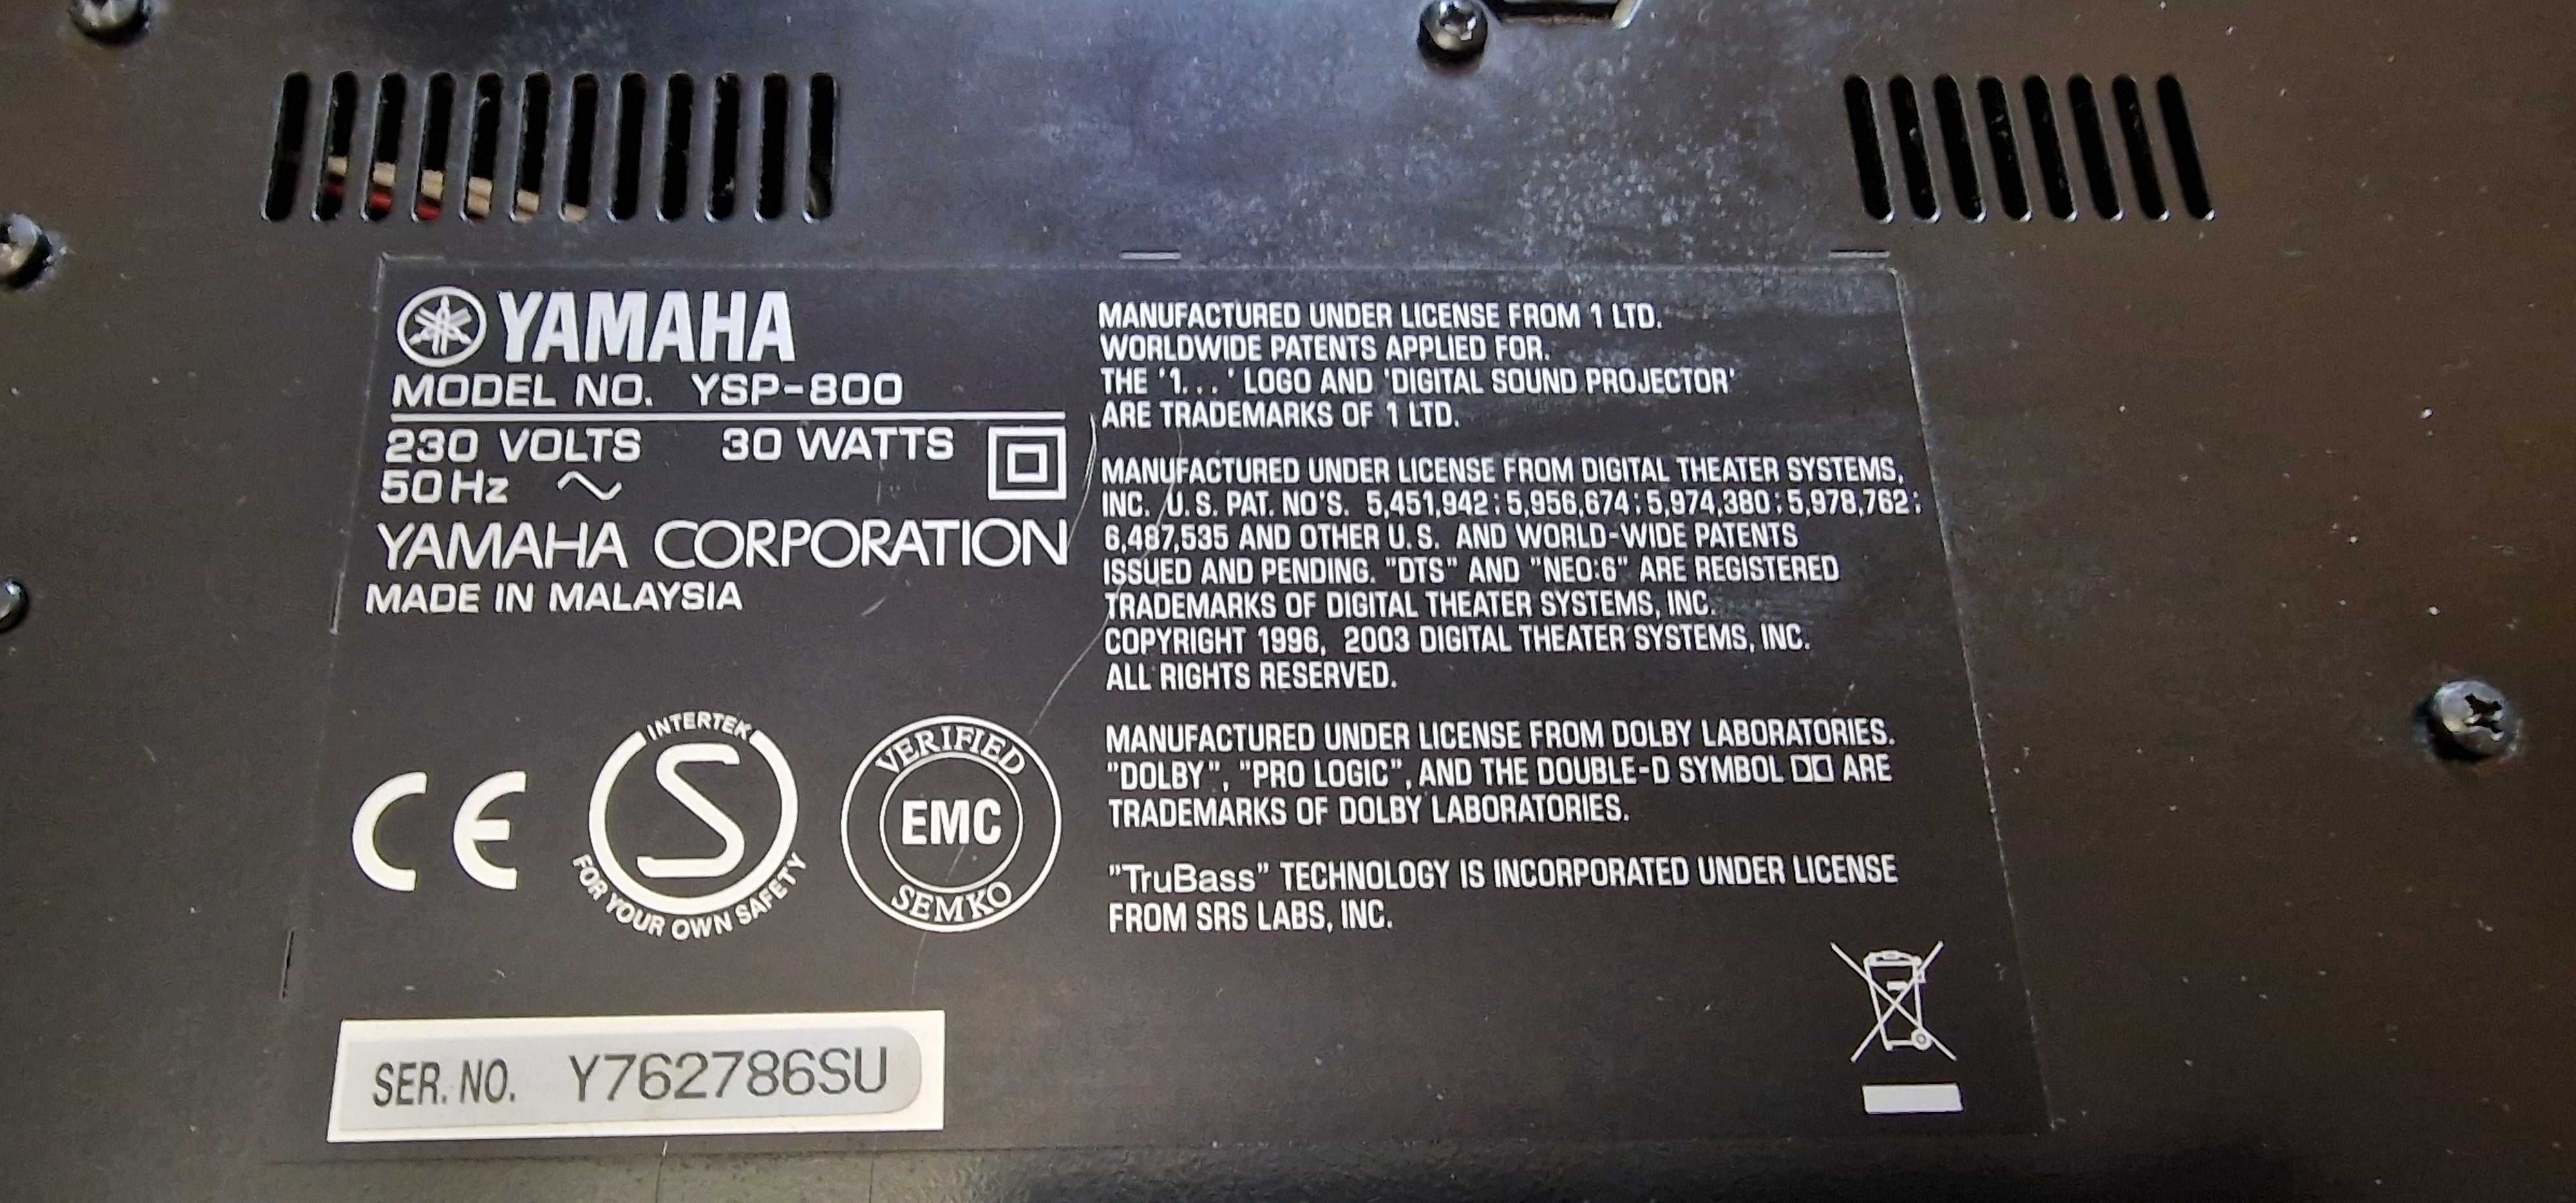 YAMAHA
MODEL NO. YSP-800
230 VOLTS 30 WATTS
50 Hz ∼
YAMAHA CORPORATION
MADE IN MALAYSIA
CE
INTERTEK
S
FOR YOUR OWN SAFETY
VERIFIED
EMC
SEMKO
SER. NO. Y762786SU
MANUFACTURED UNDER LICENSE FROM 1 LTD.
WORLDWIDE PATENTS APPLIED FOR.
THE '1...' LOGO AND 'DIGITAL SOUND PROJECTOR'
ARE TRADEMARKS OF 1 LTD.
MANUFACTURED UNDER LICENSE FROM DIGITAL THEATER SYSTEMS,
INC. U.S. PAT. NO'S. 5,451,942; 5,956,674; 5,974,380; 5,978,762;
6,487,535 AND OTHER U.S. AND WORLD-WIDE PATENTS
ISSUED AND PENDING. "DTS" AND "NEO:6" ARE REGISTERED
TRADEMARKS OF DIGITAL THEATER SYSTEMS, INC.
COPYRIGHT 1996, 2003 DIGITAL THEATER SYSTEMS, INC.
ALL RIGHTS RESERVED.
MANUFACTURED UNDER LICENSE FROM DOLBY LABORATORIES.
"DOLBY", "PRO LOGIC", AND THE DOUBLE-D SYMBOL ARE
TRADEMARKS OF DOLBY LABORATORIES.
"TruBass" TECHNOLOGY IS INCORPORATED UNDER LICENSE
FROM SRS LABS, INC.